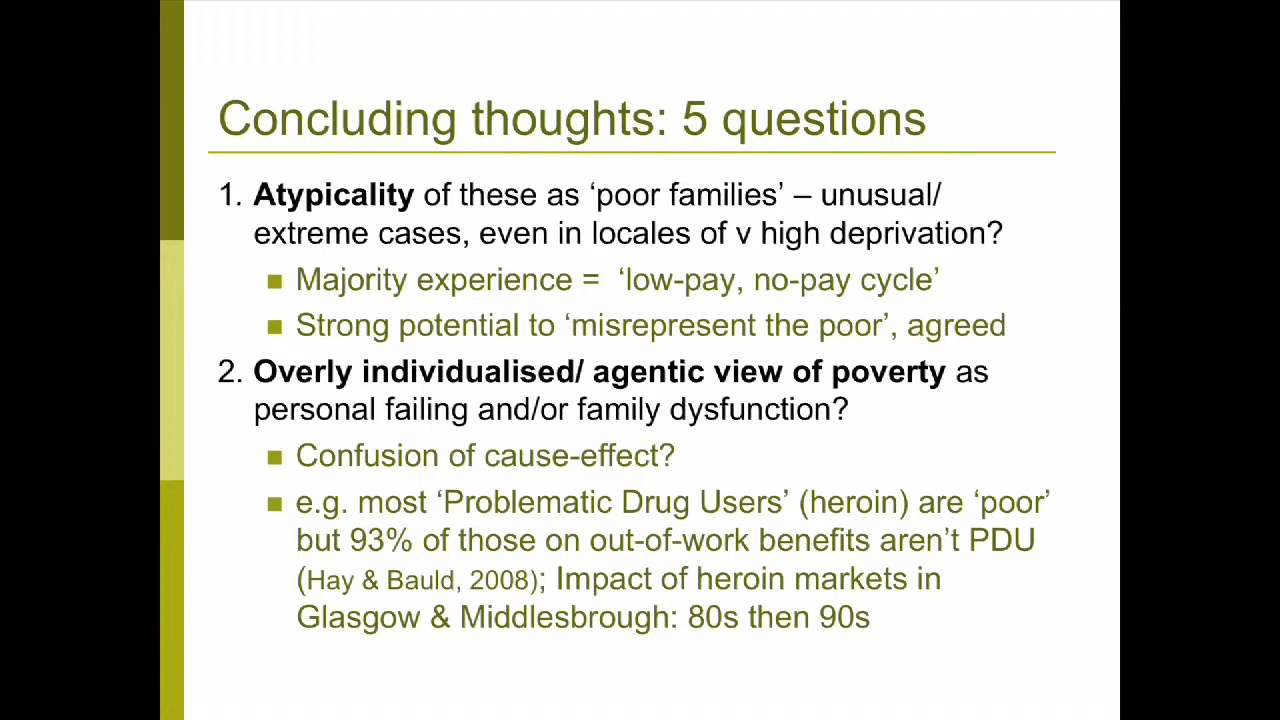 Concluding thoughts: 5 questions
1. Atypicality of these as ‘poor families’ – unusual/
extreme cases, even in locales of v high deprivation?
Majority experience = ‘low-pay, no-pay cycle’
Strong potential to ‘misrepresent the poor’, agreed
2. Overly individualised/ agentic view of poverty as
personal failing and/or family dysfunction?
Confusion of cause-effect?
e.g. most ‘Problematic Drug Users’ (heroin) are ‘poor’
but 93% of those on out-of-work benefits aren’t PDU
(Hay & Bauld, 2008); Impact of heroin markets in
Glasgow & Middlesbrough: 80s then 90s